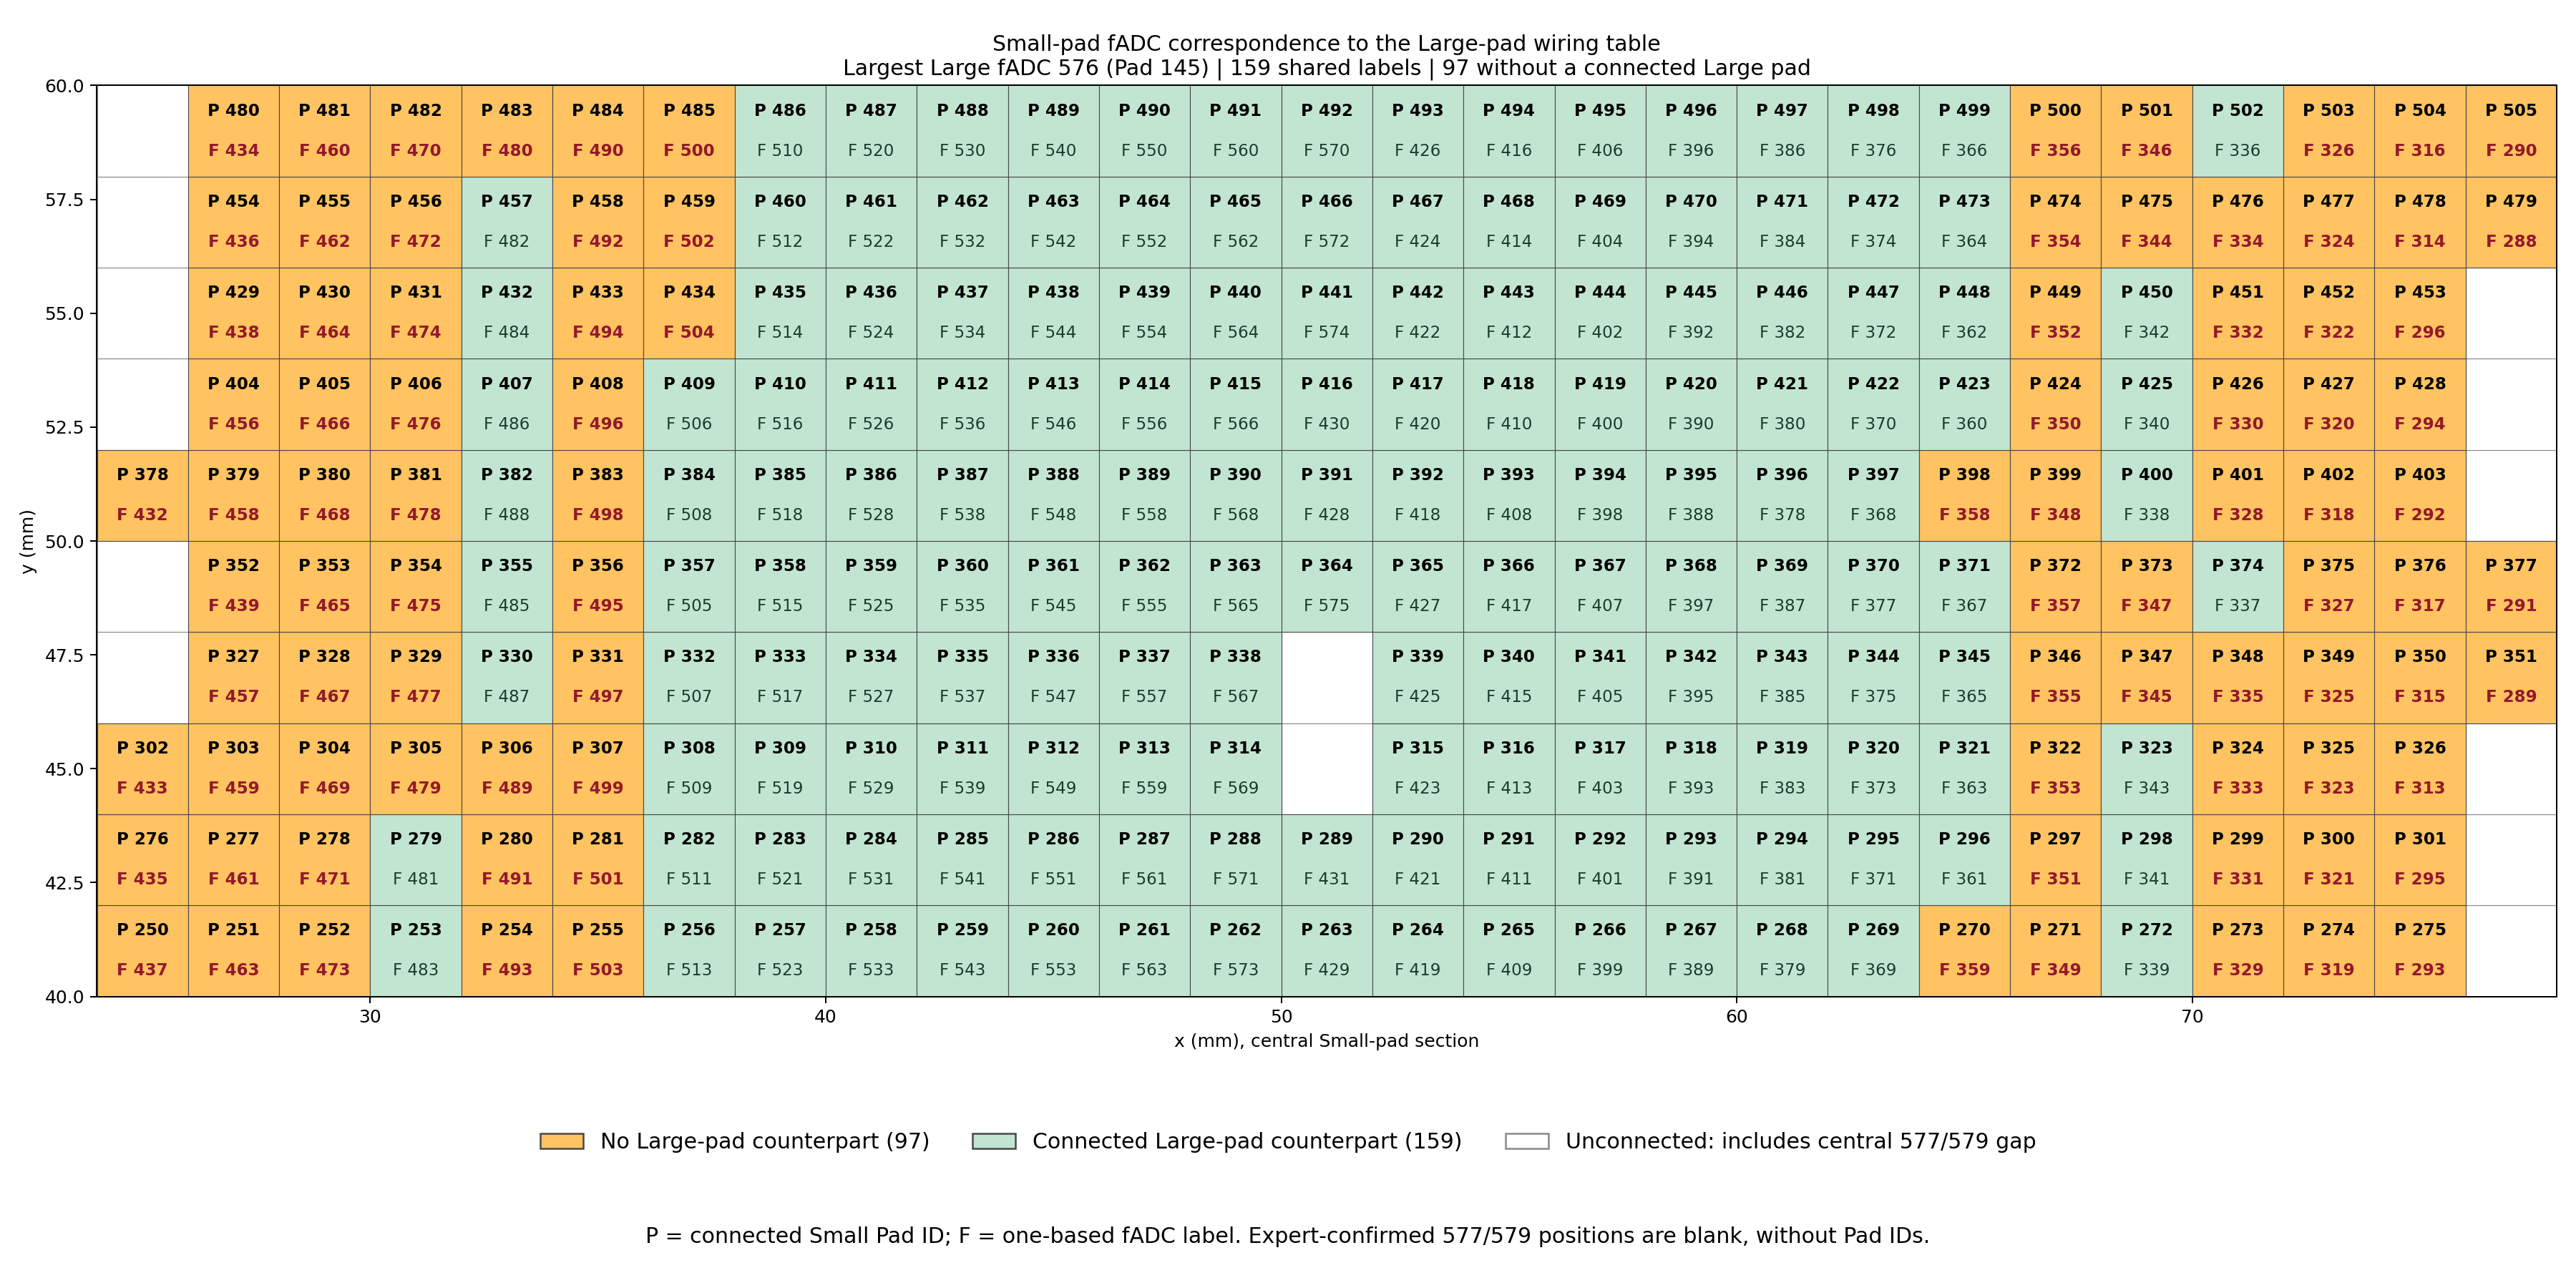 Small-pad fADC correspondence to the Large-pad wiring table
Largest Large fADC 576 (Pad 145) | 159 shared labels | 97 without a connected Large pad
60.0
P 480 P 481 P 482 P 483 P 484 P 485 P 486 P 487 P 488 P 489 P 490 P 491 P 492 P 493 P 494 P 495 P 496 P 497 P 498 P 499 P 500 P 501 P 502 P 503 P 504 P 505
F 434 F 460 F 470 F 480 F 490 F 500 F 510 F 520 F 530 F 540 F 550 F 560 F 570 F 426 F 416 F 406 F 396 F 386 F 376 F 366 F 356 F 346 F 336 F 326 F 316 F 290
57.5
P 454 P 455 P 456 P 457 P 458 P 459 P 460 P 461 P 462 P 463 P 464 P 465 P 466 P 467 P 468 P 469 P 470 P 471 P 472 P 473 P 474 P 475 P 476 P 477 P 478 P 479
F 436 F 462 F 472 F 482 F 492 F 502 F 512 F 522 F 532 F 542 F 552 F 562 F 572 F 424 F 414 F 404 F 394 F 384 F 374 F 364 F 354 F 344 F 334 F 324 F 314 F 288
P 429 P 430 P 431 P 432 P 433 P 434 P 435 P 436 P 437 P 438 P 439 P 440 P 441 P 442 P 443 P 444 P 445 P 446 P 447 P 448 P 449 P 450 P 451 P 452 P 453
55.0
F 438 F 464 F 474 F 484 F 494 F 504 F 514 F 524 F 534 F 544 F 554 F 564 F 574 F 422 F 412 F 402 F 392 F 382 F 372 F 362 F 352 F 342 F 332 F 322 F 296
P 404 P 405 P 406 P 407 P 408 P 409 P 410 P 411 P 412 P 413 P 414 P 415 P 416 P 417 P 418 P 419 P 420 P 421 P 422 P 423 P 424 P 425 P 426 P 427 P 428
52.5
F 456 F 466 F 476 F 486 F 496 F 506 F 516 F 526 F 536 F 546 F 556 F 566 F 430 F 420 F 410 F 400 F 390 F 380 F 370 F 360 F 350 F 340 F 330 F 320 F 294
P 378 P 379 P 380 P 381 P 382 P 383 P 384 P 385 P 386 P 387 P 388 P 389 P 390 P 391 P 392 P 393 P 394 P 395 P 396 P 397 P 398 P 399 P 400 P 401 P 402 P 403
F 432 F 458 F 468 F 478 F 488 F 498 F 508 F 518 F 528 F 538 F 548 F 558 F 568 F 428 F 418 F 408 F 398 F 388 F 378 F 368 F 358 F 348 F 338 F 328 F 318 F 292
50.0
y (mm)
P 352 P 353 P 354 P 355 P 356 P 357 P 358 P 359 P 360 P 361 P 362 P 363 P 364 P 365 P 366 P 367 P 368 P 369 P 370 P 371 P 372 P 373 P 374 P 375 P 376 P 377
F 439 F 465 F 475 F 485 F 495 F 505 F 515 F 525 F 535 F 545 F 555 F 565 F 575 F 427 F 417 F 407 F 397 F 387 F 377 F 367 F 357 F 347 F 337 F 327 F 317 F 291
47.5
P 327 P 328 P 329 P 330 P 331 P 332 P 333 P 334 P 335 P 336 P 337 P 338 P 339 P 340 P 341 P 342 P 343 P 344 P 345 P 346 P 347 P 348 P 349 P 350 P 351
F 457 F 467 F 477 F 487 F 497 F 507 F 517 F 527 F 537 F 547 F 557 F 567 F 425 F 415 F 405 F 395 F 385 F 375 F 365 F 355 F 345 F 335 F 325 F 315 F 289
P 302 P 303 P 304 P 305 P 306 P 307 P 308 P 309 P 310 P 311 P 312 P 313 P 314 P 315 P 316 P 317 P 318 P 319 P 320 P 321 P 322 P 323 P 324 P 325 P 326
45.0
F 433 F 459 F 469 F 479 F 489 F 499 F 509 F 519 F 529 F 539 F 549 F 559 F 569 F 423 F 413 F 403 F 393 F 383 F 373 F 363 F 353 F 343 F 333 F 323 F 313
P 276 P 277 P 278 P 279 P 280 P 281 P 282 P 283 P 284 P 285 P 286 P 287 P 288 P 289 P 290 P 291 P 292 P 293 P 294 P 295 P 296 P 297 P 298 P 299 P 300 P 301
42.5
F 435 F 461 F 471 F 481 F 491 F 501 F 511 F 521 F 531 F 541 F 551 F 561 F 571 F 431 F 421 F 411 F 401 F 391 F 381 F 371 F 361 F 351 F 341 F 331 F 321 F 295
P 250 P 251 P 252 P 253 P 254 P 255 P 256 P 257 P 258 P 259 P 260 P 261 P 262 P 263 P 264 P 265 P 266 P 267 P 268 P 269 P 270 P 271 P 272 P 273 P 274 P 275
F 437 F 463 F 473 F 483 F 493 F 503 F 513 F 523 F 533 F 543 F 553 F 563 F 573 F 429 F 419 F 409 F 399 F 389 F 379 F 369 F 359 F 349 F 339 F 329 F 319 F 293
40.0
30 40 50 60 70
x (mm), central Small-pad section
No Large-pad counterpart (97) Connected Large-pad counterpart (159) Unconnected: includes central 577/579 gap
P = connected Small Pad ID; F = one-based fADC label. Expert-confirmed 577/579 positions are blank, without Pad IDs.